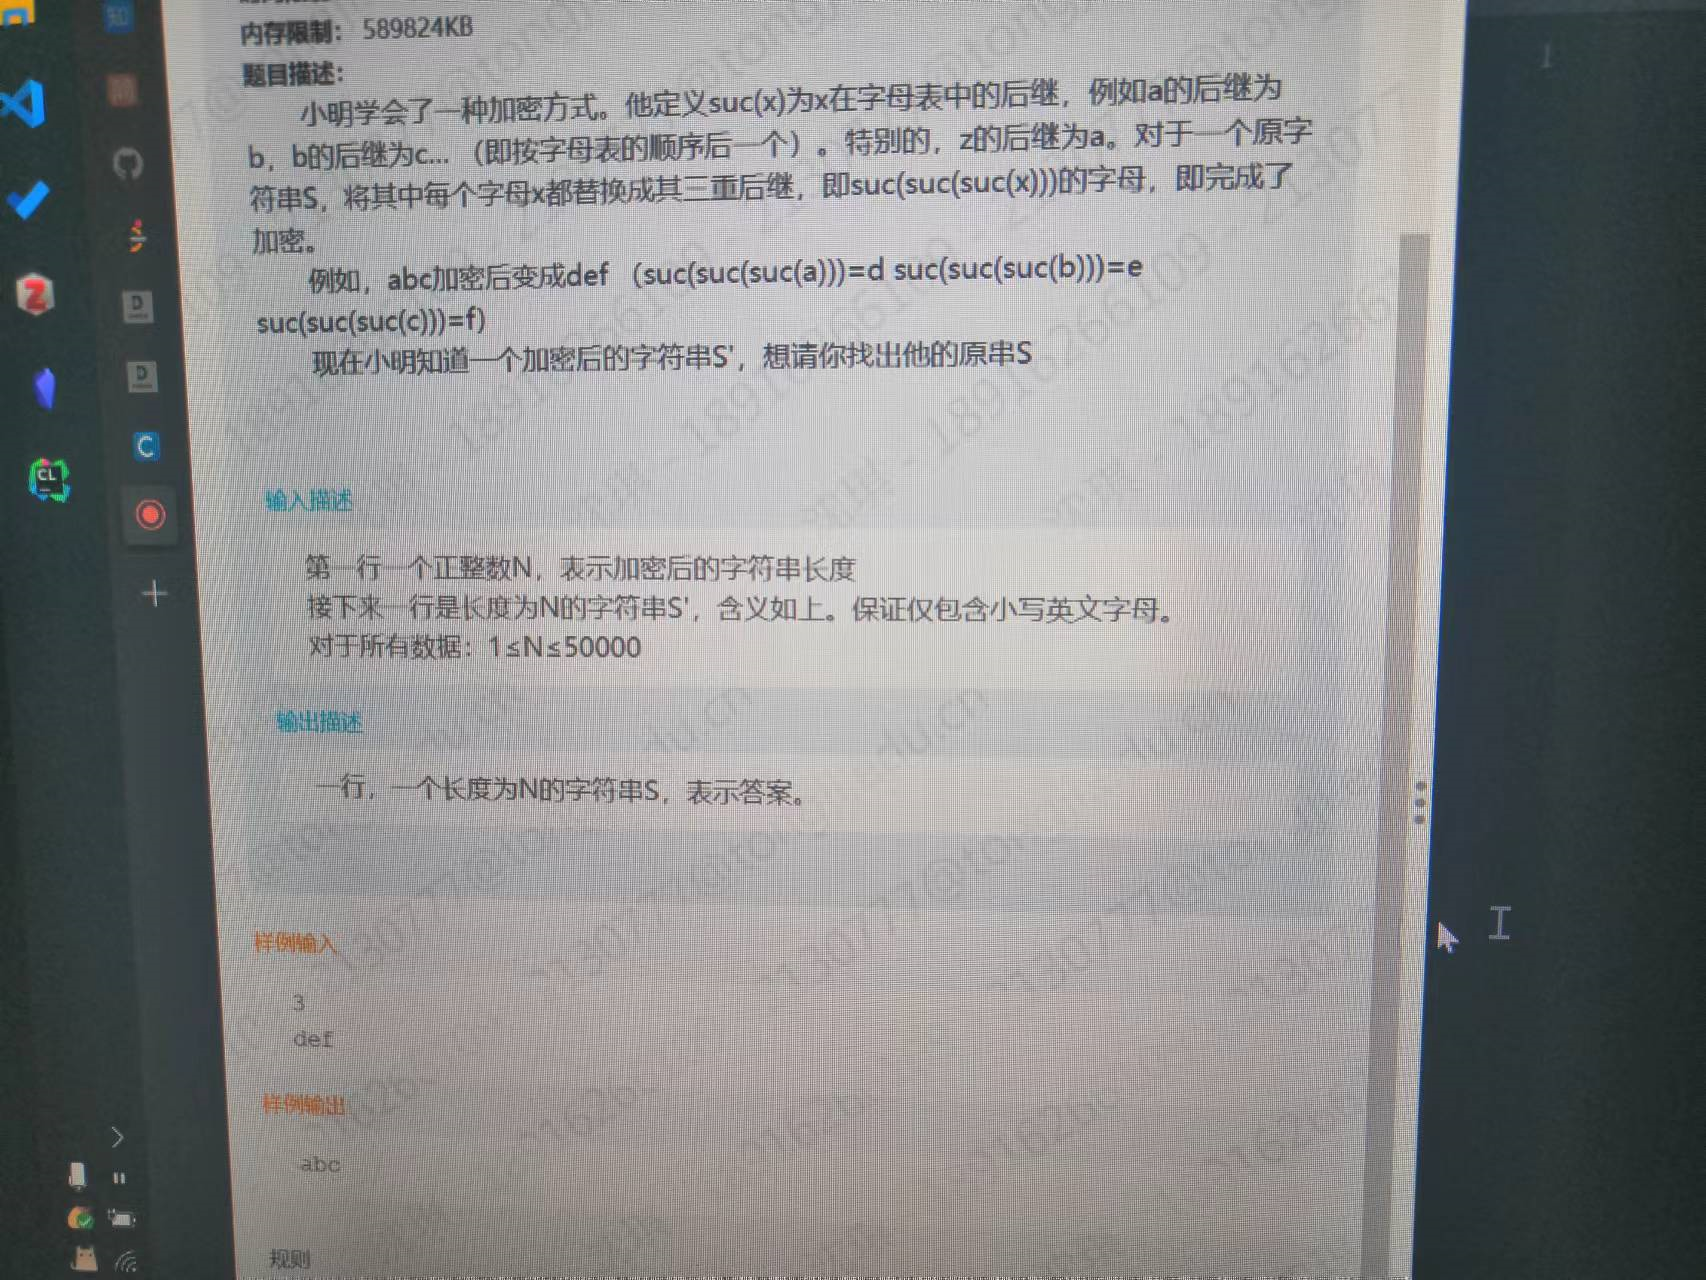 内存限制： 589824KB
题目描述：
小明学会了一种加密方式。他定义suc(x)为x在字母表中的后继，例如a的后继为
b，b的后继为c... （即按字母表的顺序后一个）。特别的，z的后继为a。对于一个原字
符串S，将其中每个字母x都替换成其三重后继，即suc(suc(suc(x)))的字母，即完成了
加密。
例如，abc加密后变成def （suc(suc(suc(a)))=d suc(suc(suc(b)))=e
suc(suc(suc(c)))=f)
现在小明知道一个加密后的字符串S'，想请你找出他的原串S
输入描述
第一行一个正整数N，表示加密后的字符串长度
接下来一行是长度为N的字符串S'，含义如上。保证仅包含小写英文字母。
对于所有数据：1≤N≤50000
输出描述
一行，一个长度为N的字符串S，表示答案。
样例输入
3
def
样例输出
abc
规则
知
CL
C
D
D
Z
1